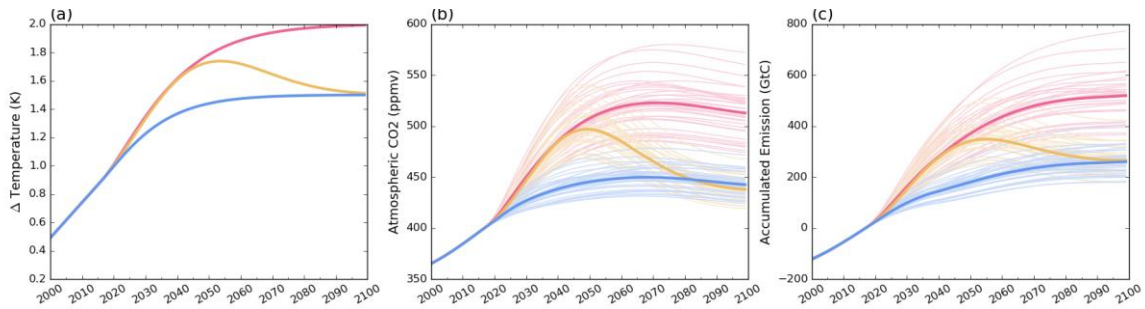 (a)
Δ Temperature (K)
2.0
1.8
1.6
1.4
1.2
1.0
0.8
0.6
0.4
0.2
2000 2010 2020 2030 2040 2050 2060 2070 2080 2090 2100
(b)
Atmospheric CO2 (ppmv)
600
550
500
450
400
350
2000 2010 2020 2030 2040 2050 2060 2070 2080 2090 2100
(c)
Accumulated Emission (GtC)
800
600
400
200
0
−200
2000 2010 2020 2030 2040 2050 2060 2070 2080 2090 2100